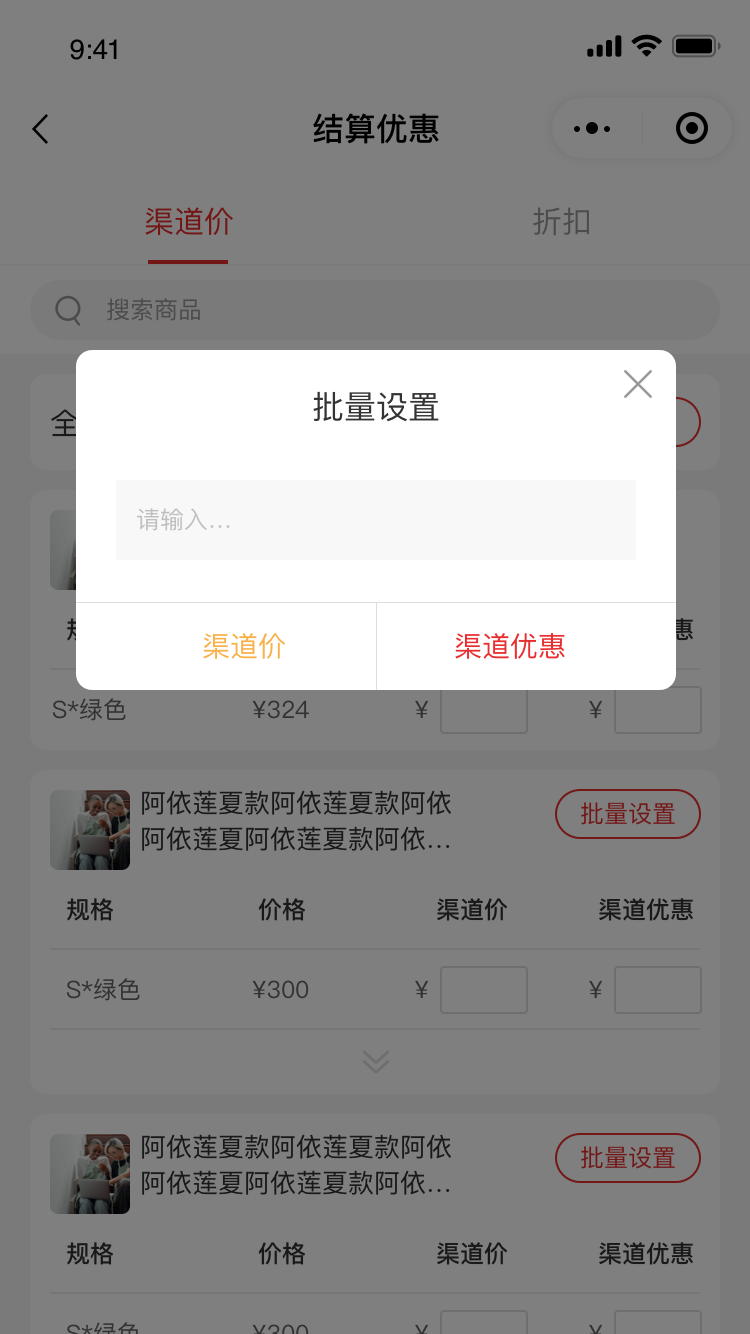 9:41
结算优惠
渠道价 折扣
搜索商品
全
批量设置
请输入...
渠道价 渠道优惠
惠
S*绿色 ¥324 ¥ ¥
阿依莲夏款阿依莲夏款阿依
阿依莲夏阿依莲夏款阿依...
批量设置
规格 价格 渠道价 渠道优惠
S*绿色 ¥300 ¥ ¥
阿依莲夏款阿依莲夏款阿依
阿依莲夏阿依莲夏款阿依...
批量设置
规格 价格 渠道价 渠道优惠
S*绿色 ¥300 ¥ ¥